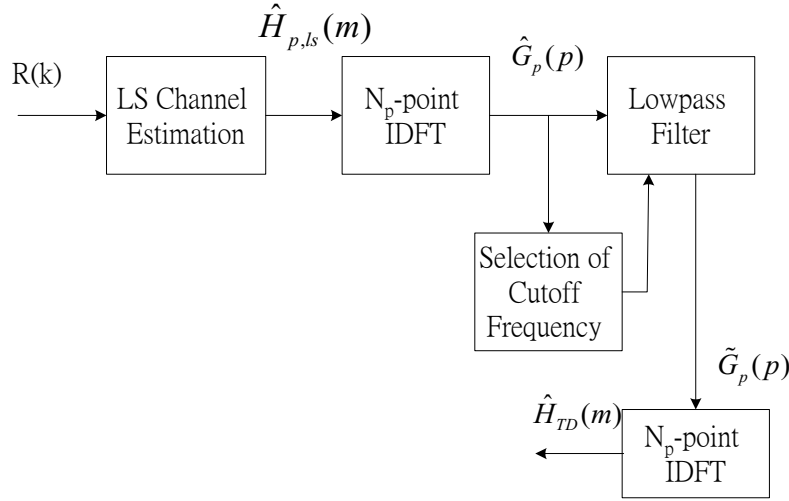 R(k)
LS Channel
Estimation
Ĥ_{p,ls}(m)
N_p-point
IDFT
Ĝ_p(p)
Lowpass
Filter
Selection of
Cutoff
Frequency
G̃_p(p)
N_p-point
IDFT
Ĥ_{TD}(m)